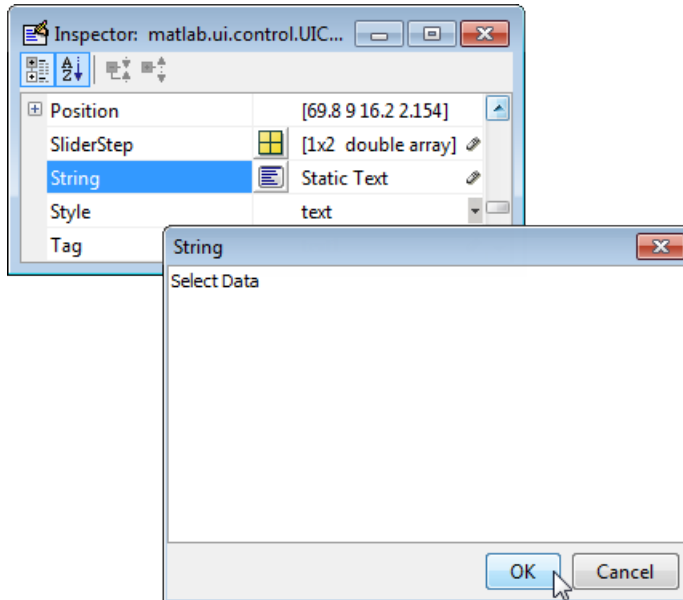 Inspector: matlab.ui.control.UIC...
Position [69.8 9 16.2 2.154]
SliderStep [1x2 double array]
String Static Text
Style text
Tag
String
Select Data
OK Cancel